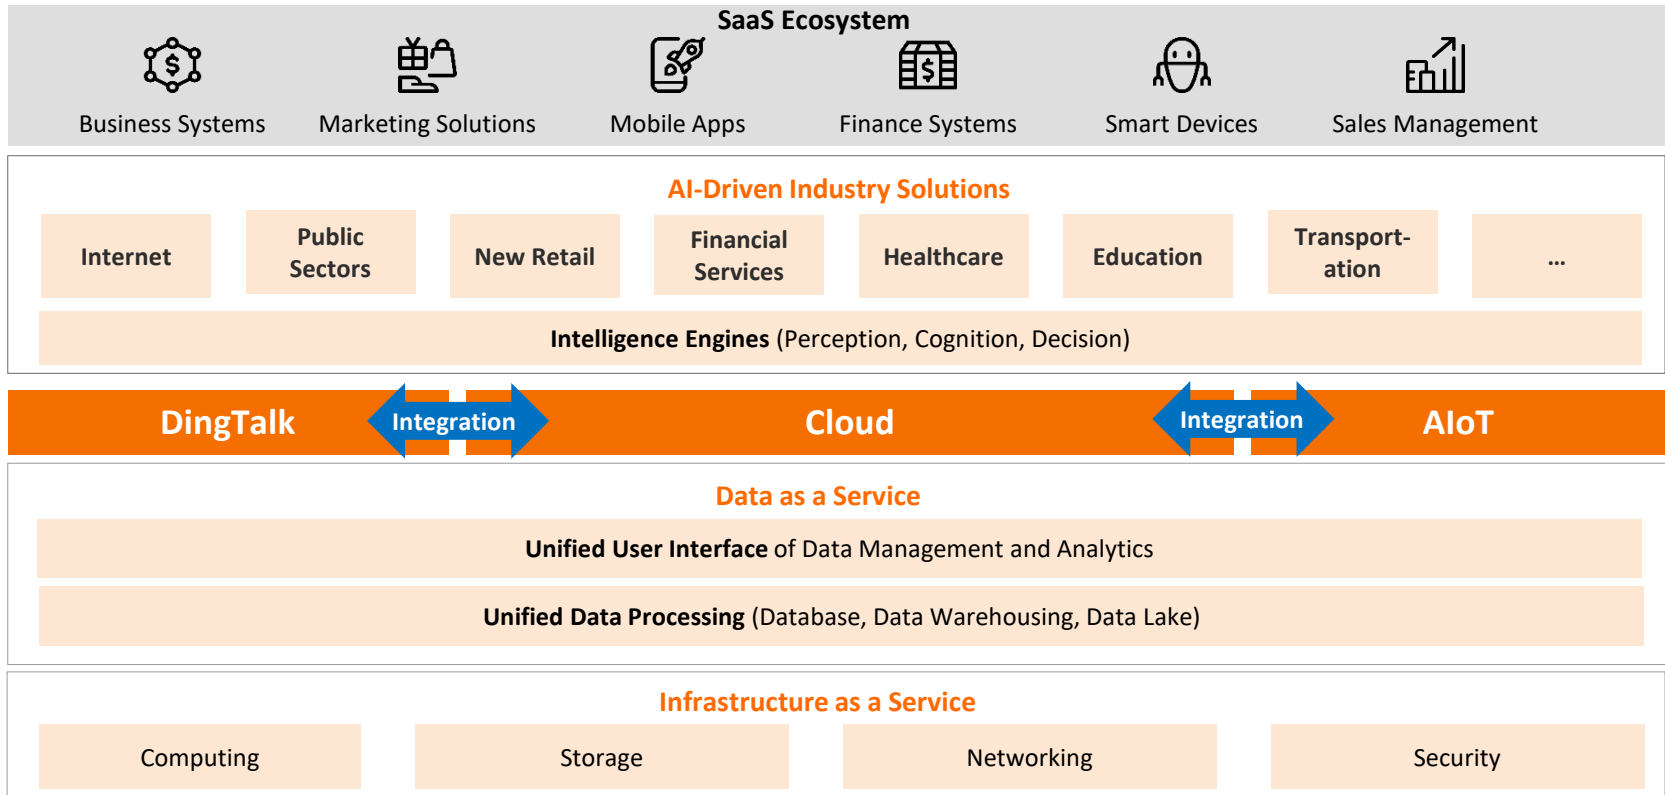 SaaS Ecosystem
Business Systems
Marketing Solutions
Mobile Apps
Finance Systems
Smart Devices
Sales Management
AI-Driven Industry Solutions
Internet
Public
Sectors
New Retail
Financial
Services
Healthcare
Education
Transport-
ation
...
Intelligence Engines (Perception, Cognition, Decision)
DingTalk
Integration
Cloud
Integration
AIoT
Data as a Service
Unified User Interface of Data Management and Analytics
Unified Data Processing (Database, Data Warehousing, Data Lake)
Infrastructure as a Service
Computing
Storage
Networking
Security